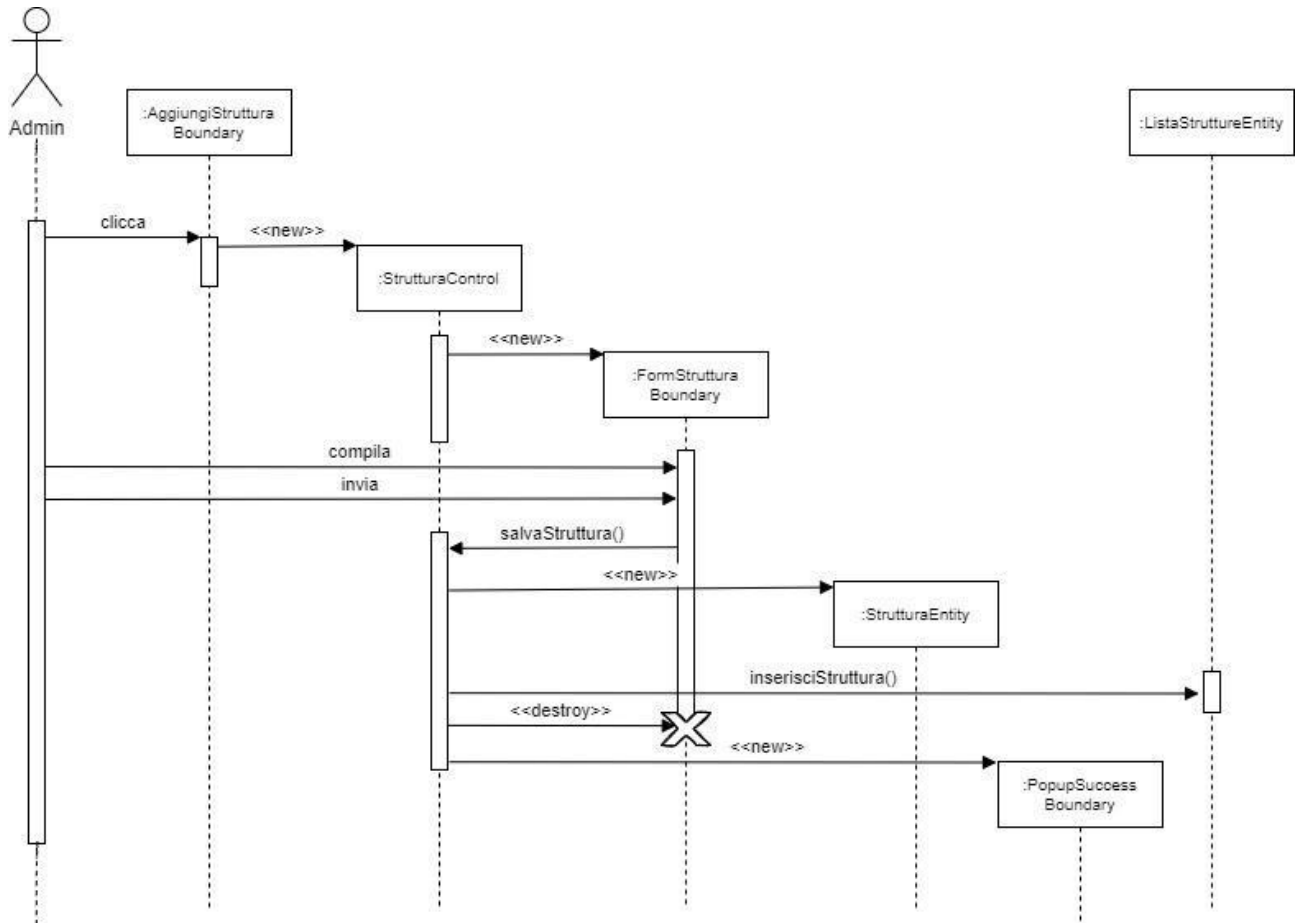 :AggiungiStruttura
Boundary
:ListaStruttureEntity
Admin
clicca
<<new>>
:StrutturaControl
<<new>>
:FormStruttura
Boundary
compila
invia
salvaStruttura()
<<new>>
:StrutturaEntity
inserisciStruttura()
<<destroy>>
<<new>>
:PopupSuccess
Boundary